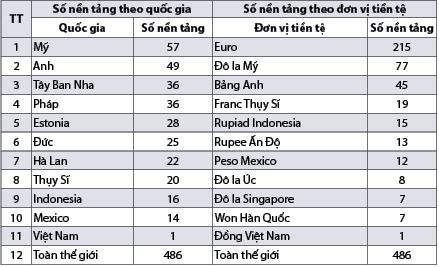 TT Số nền tảng theo quốc gia Số nền tảng theo đơn vị tiền tệ
Quốc gia Số nền tảng Đơn vị tiền tệ Số nền tảng
1 Mỹ 57 Euro 215
2 Anh 49 Đô la Mỹ 77
3 Tây Ban Nha 36 Bảng Anh 45
4 Pháp 36 Franc Thụy Sĩ 19
5 Estonia 28 Rupiad Indonesia 15
6 Đức 25 Rupee Ấn Độ 13
7 Hà Lan 22 Peso Mexico 12
8 Thụy Sĩ 20 Đô la Úc 8
9 Indonesia 16 Đô la Singapore 7
10 Mexico 14 Won Hàn Quốc 7
11 Việt Nam 1 Đồng Việt Nam 1
12 Toàn thế giới 486 Toàn thế giới 486